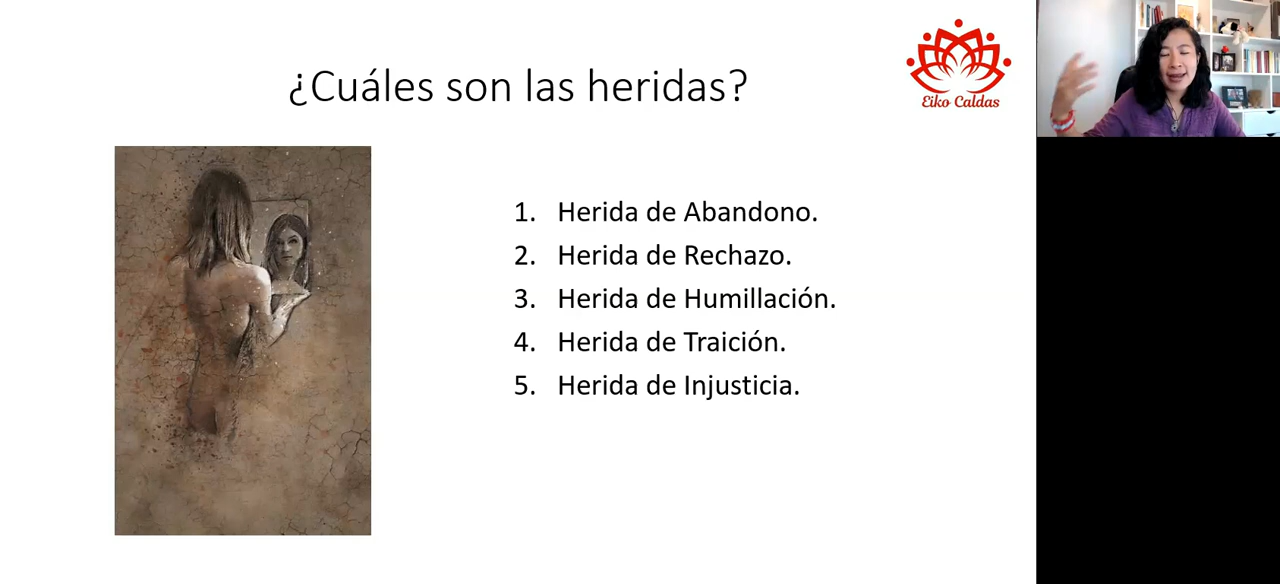 ¿Cuáles son las heridas?
Eiko Caldas
1. Herida de Abandono.
2. Herida de Rechazo.
3. Herida de Humillación.
4. Herida de Traición.
5. Herida de Injusticia.